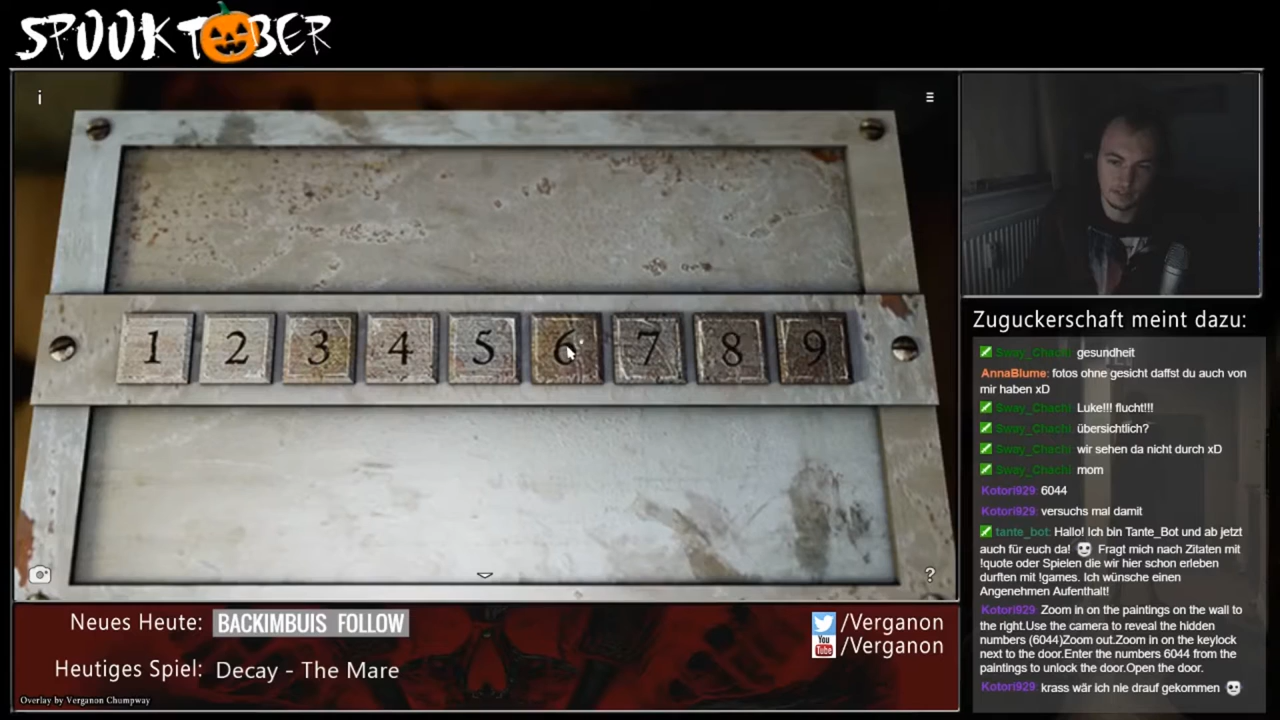 SPOOKTOBER
i
1 2 3 4 5 6 7 8 9
?
Neues Heute: BACKIMBUIS FOLLOW
Heutiges Spiel: Decay - The Mare
/Verganon
You Tube /Verganon
Overlay by Verganon Chumpway
Zuguckerschaft meint dazu:
Sway_Chachi gesundheit
AnnaBlume: fotos ohne gesicht daffst du auch von
mir haben xD
Sway_Chachi Luke!!! flucht!!!
Sway_Chachi übersichtlich?
Sway_Chachi wir sehen da nicht durch xD
Sway_Chachi mom
Kotori929: 6044
Kotori929: versuchs mal damit
tante_bot: Hallo! Ich bin Tante_Bot und ab jetzt
auch für euch da! Fragt mich nach Zitaten mit
!quote oder Spielen die wir hier schon erleben
durften mit !games. Ich wünsche einen
Angenehmen Aufenthalt!
Kotori929: Zoom in on the paintings on the wall to
the right.Use the camera to reveal the hidden
numbers (6044)Zoom out.Zoom in on the keylock
next to the door.Enter the numbers 6044 from the
paintings to unlock the door.Open the door.
Kotori929: krass wär ich nie drauf gekommen